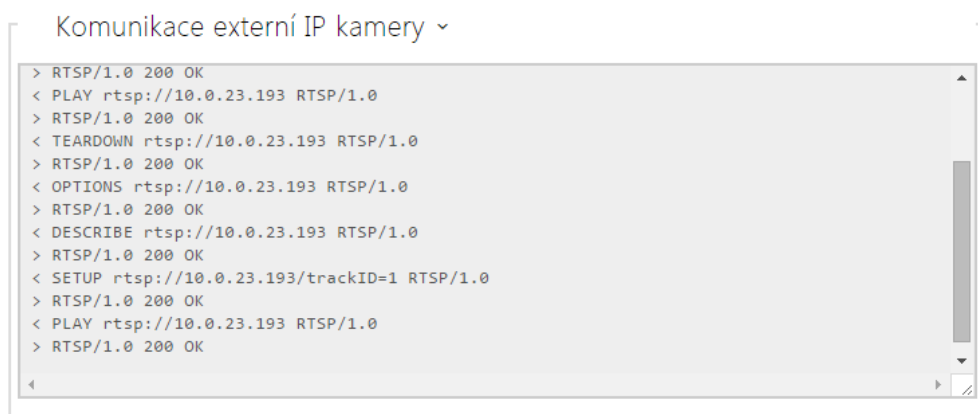 Komunikace externí IP kamery
> RTSP/1.0 200 OK
< PLAY rtsp://10.0.23.193 RTSP/1.0
> RTSP/1.0 200 OK
< TEARDOWN rtsp://10.0.23.193 RTSP/1.0
> RTSP/1.0 200 OK
< OPTIONS rtsp://10.0.23.193 RTSP/1.0
> RTSP/1.0 200 OK
< DESCRIBE rtsp://10.0.23.193 RTSP/1.0
> RTSP/1.0 200 OK
< SETUP rtsp://10.0.23.193/trackID=1 RTSP/1.0
> RTSP/1.0 200 OK
< PLAY rtsp://10.0.23.193 RTSP/1.0
> RTSP/1.0 200 OK